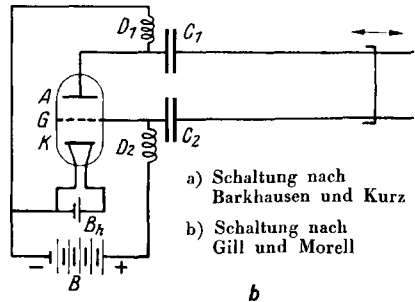 D1
C1
A
G
K
D2
C2
Bh
− B +
a) Schaltung nach
Barkhausen und Kurz
b) Schaltung nach
Gill und Morell
b